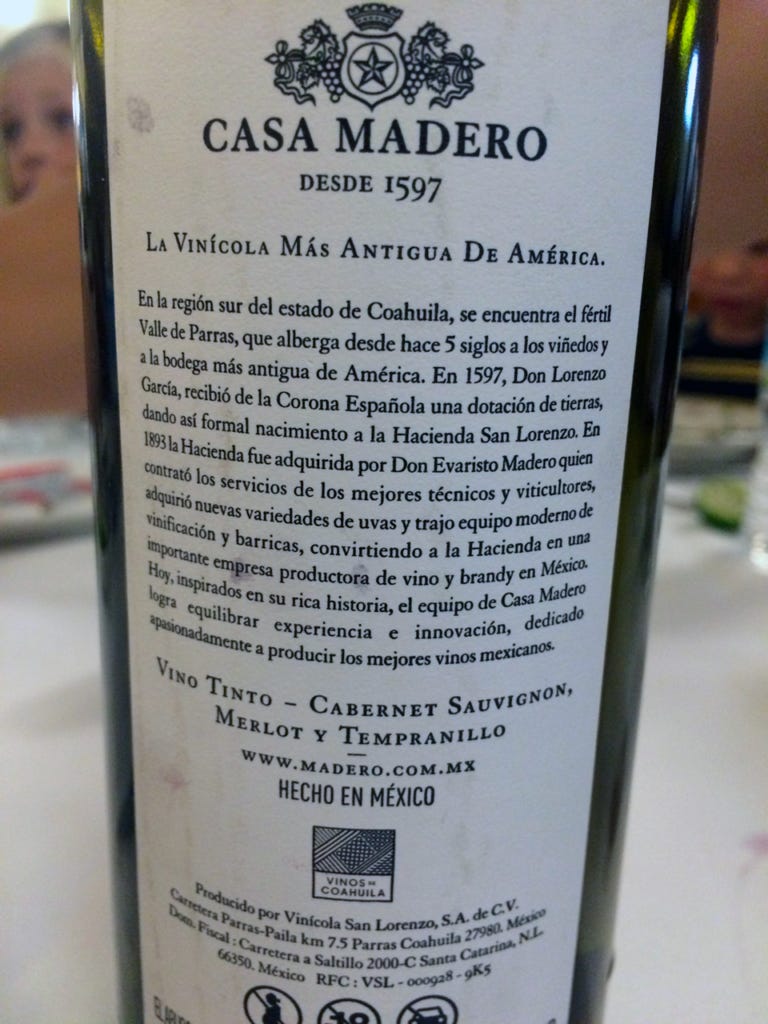 CASA MADERO
DESDE 1597
LA VINÍCOLA MÁS ANTIGUA DE AMÉRICA.
En la región sur del estado de Coahuila, se encuentra el fértil
Valle de Parras, que alberga desde hace 5 siglos a los viñedos y
a la bodega más antigua de América. En 1597, Don Lorenzo
García, recibió de la Corona Española una dotación de tierras,
dando así formal nacimiento a la Hacienda San Lorenzo. En
1893 la Hacienda fue adquirida por Don Evaristo Madero quien
contrató los servicios de los mejores técnicos y viticultores,
adquirió nuevas variedades de uvas y trajo equipo moderno de
vinificación y barricas, convirtiendo a la Hacienda en una
importante empresa productora de vino y brandy en México.
Hoy, inspirados en su rica historia, el equipo de Casa Madero
logra equilibrar experiencia e innovación, dedicado
apasionadamente a producir los mejores vinos mexicanos.
VINO TINTO – CABERNET SAUVIGNON,
MERLOT Y TEMPRANILLO
WWW.MADERO.COM.MX
HECHO EN MÉXICO
VINOS DE
COAHUILA
Producido por Vinícola San Lorenzo, S.A. de C.V.
Carretera Parras-Paila km 7.5 Parras Coahuila 27980. México
Dom. Fiscal : Carretera a Saltillo 2000-C Santa Catarina, N.L.
66350. México RFC : VSL - 000928 - 9K5